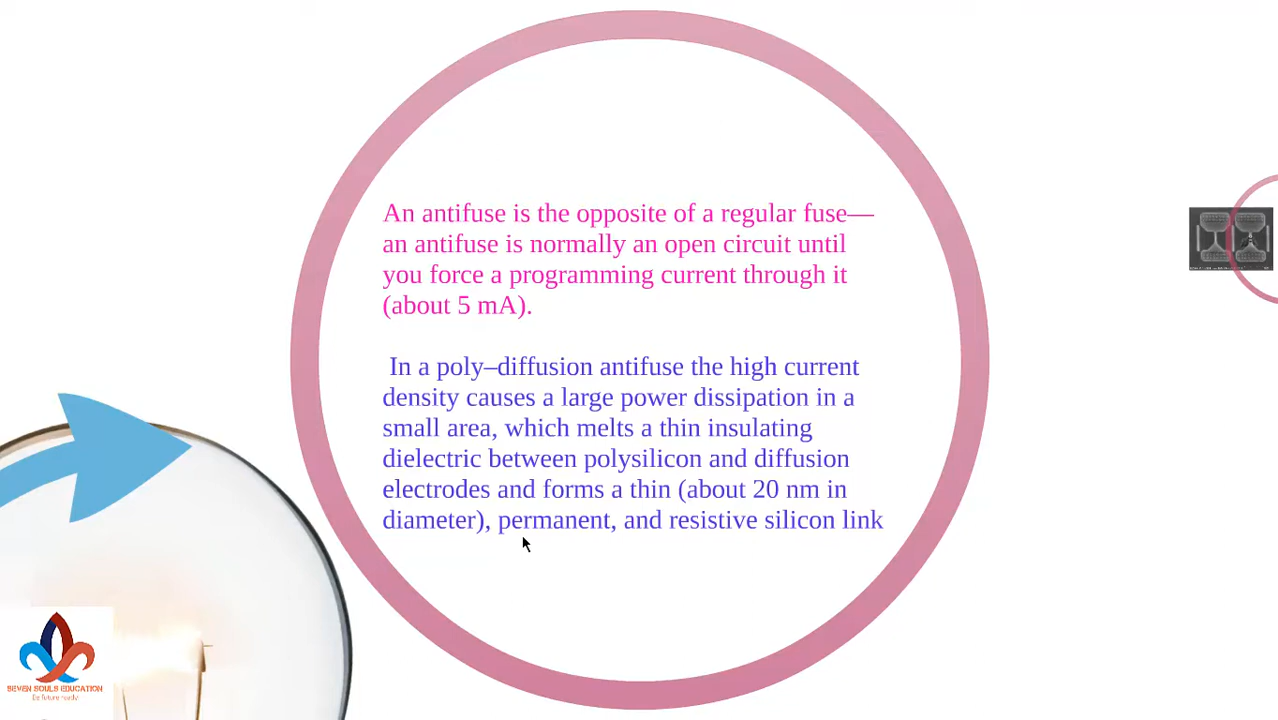 An antifuse is the opposite of a regular fuse—
an antifuse is normally an open circuit until
you force a programming current through it
(about 5 mA).
In a poly–diffusion antifuse the high current
density causes a large power dissipation in a
small area, which melts a thin insulating
dielectric between polysilicon and diffusion
electrodes and forms a thin (about 20 nm in
diameter), permanent, and resistive silicon link
SEVEN SOULS EDUCATION
Be future ready